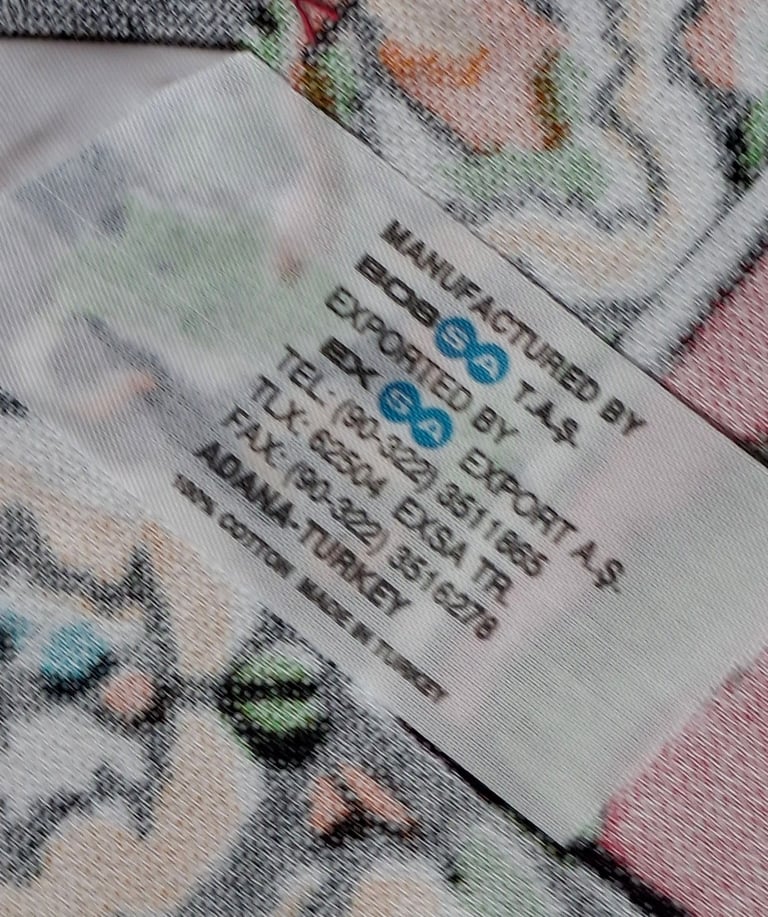 MANUFACTURED BY
BOSSA T.A.Ş.
EXPORTED BY
EXSA EXPORT A.Ş.
TEL: (90-322) 3511865
TLX: 62504 EXSA TR.
FAX: (90-322) 3516278
ADANA-TURKEY
100% COTTON MADE IN TURKEY